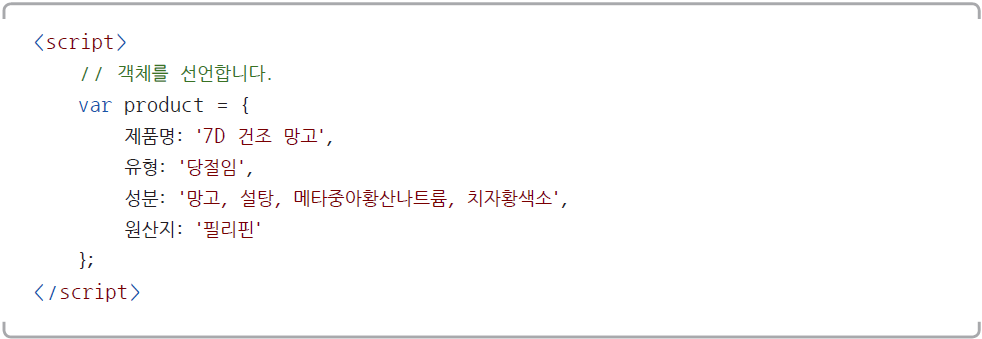 <script>
// 객체를 선언합니다.
var product = {
제품명: '7D 건조 망고',
유형: '당절임',
성분: '망고, 설탕, 메타중아황산나트륨, 치자황색소',
원산지: '필리핀'
};
</script>